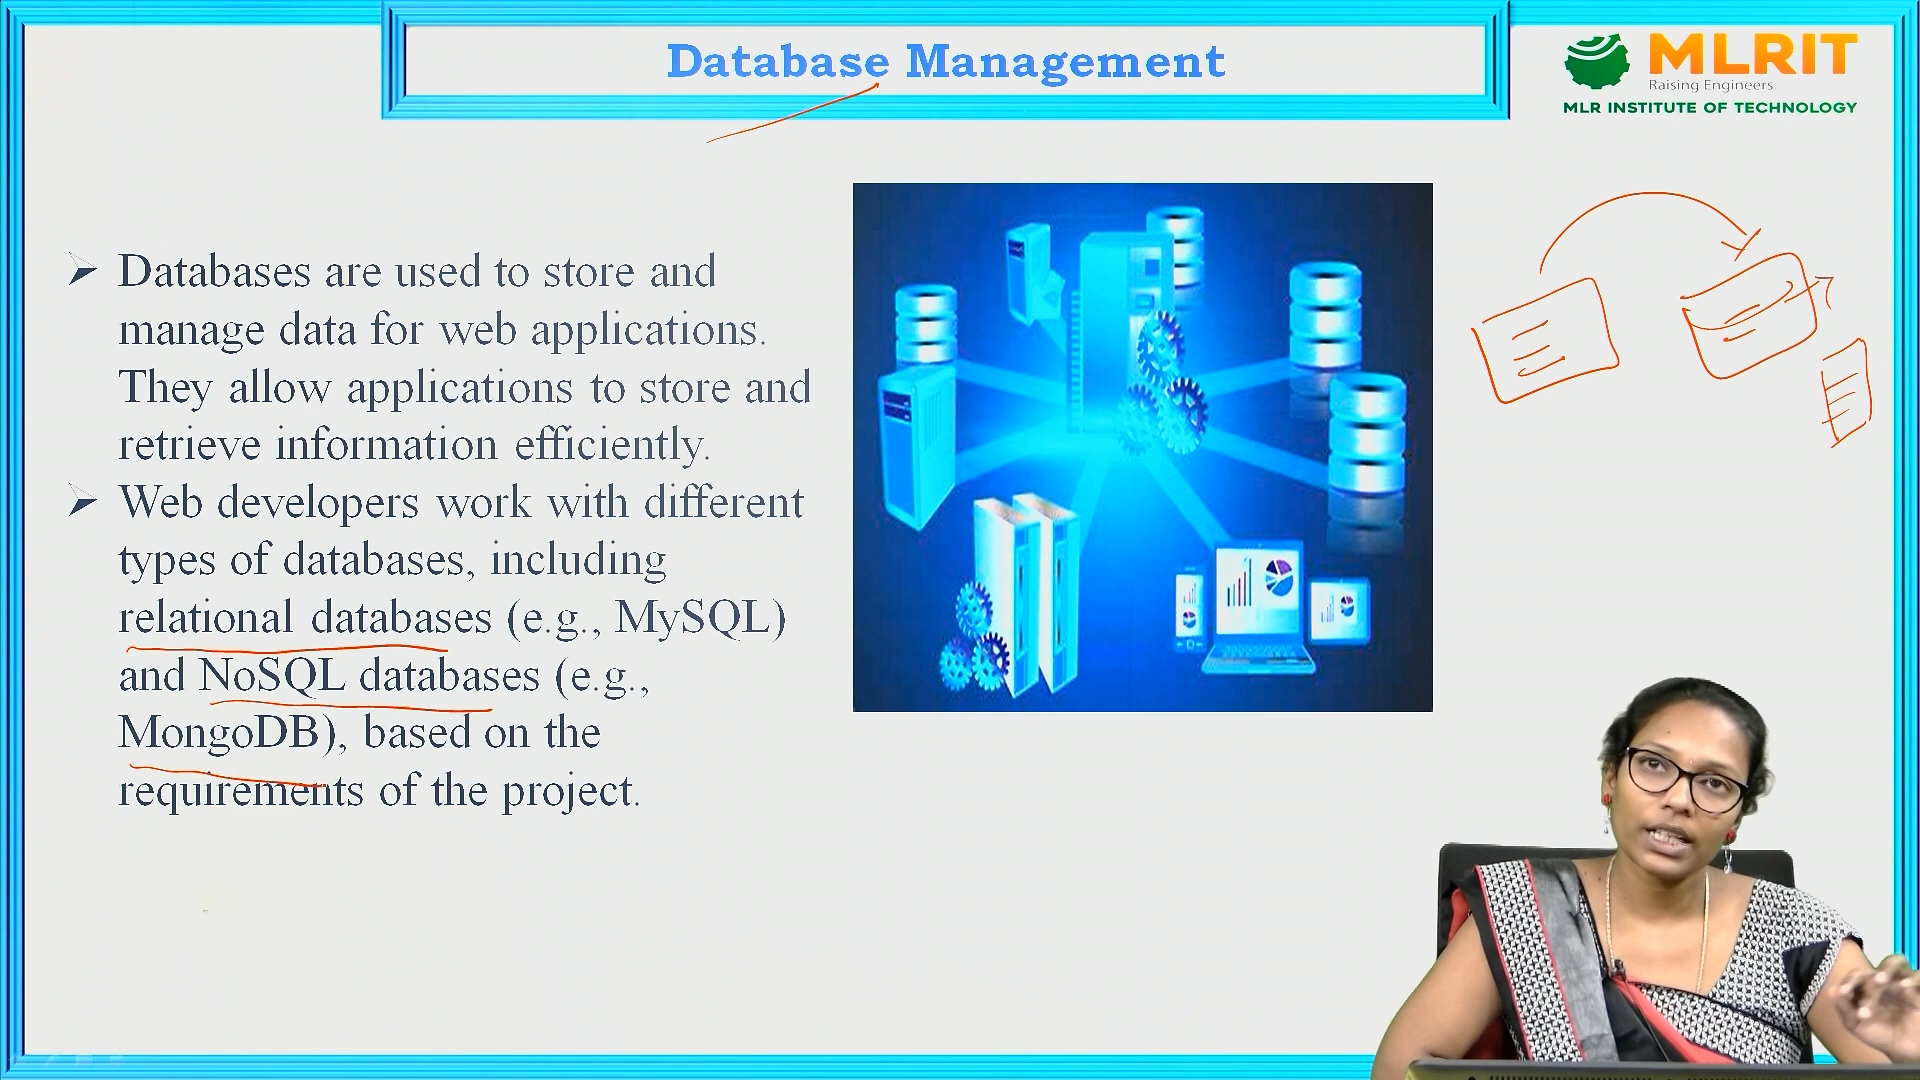 Database Management
MLRIT
Raising Engineers
MLR INSTITUTE OF TECHNOLOGY
➢ Databases are used to store and
manage data for web applications.
They allow applications to store and
retrieve information efficiently.
➢ Web developers work with different
types of databases, including
relational databases (e.g., MySQL)
and NoSQL databases (e.g.,
MongoDB), based on the
requirements of the project.